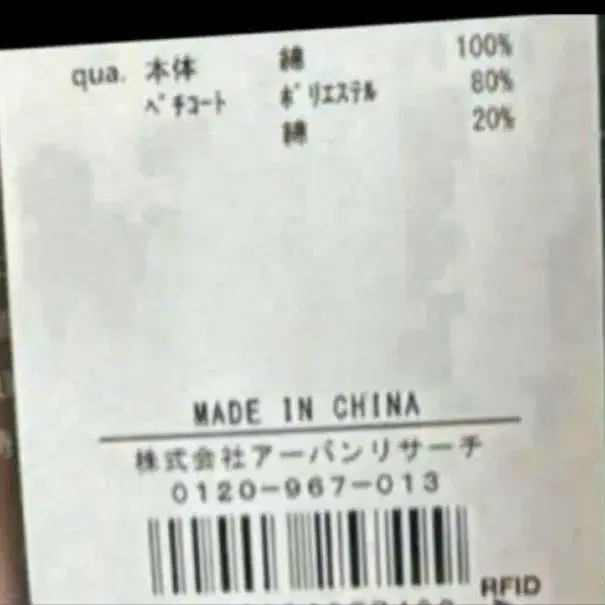 qua. 本体 綿 100%
ペチコート ポリエステル 80%
綿 20%
MADE IN CHINA
株式会社アーバンリサーチ
0120-967-013
RFID